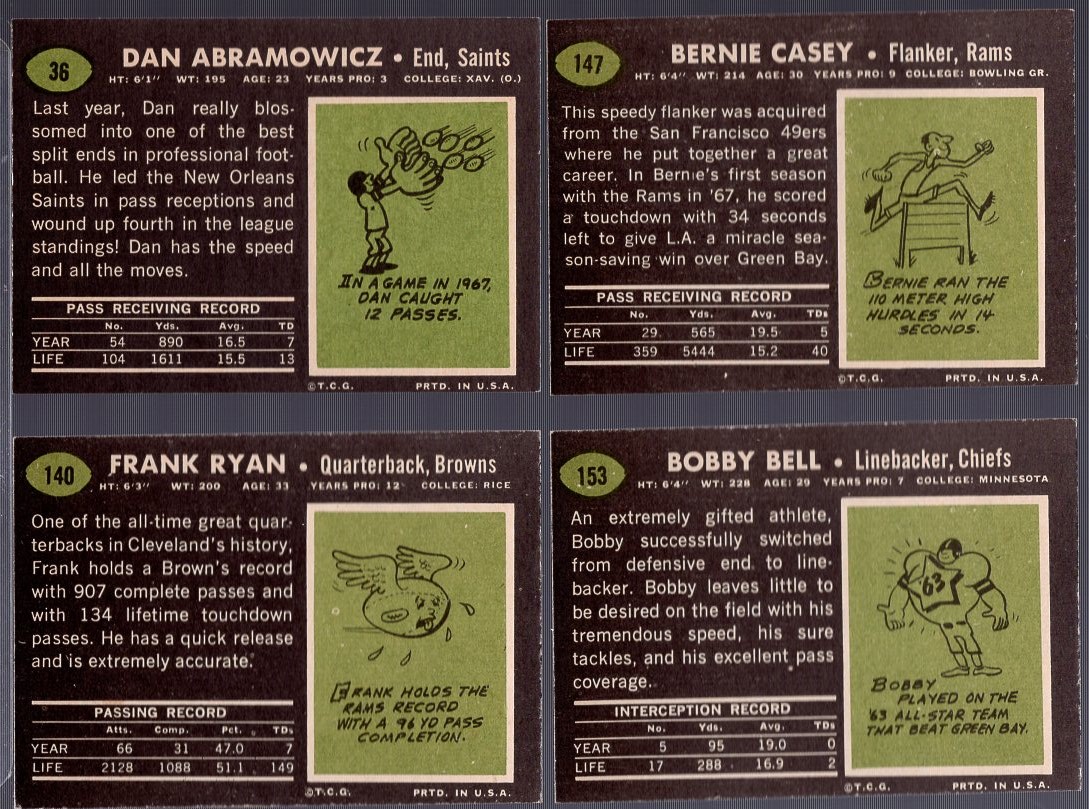 36
DAN ABRAMOWICZ • End, Saints
HT: 6'1" WT: 195 AGE: 23 YEARS PRO: 3 COLLEGE: XAV. (O.)
Last year, Dan really blos-
somed into one of the best
split ends in professional foot-
ball. He led the New Orleans
Saints in pass receptions and
wound up fourth in the league
standings! Dan has the speed
and all the moves.
IN A GAME IN 1967,
DAN CAUGHT
12 PASSES.
PASS RECEIVING RECORD
No. Yds. Avg. TD
YEAR 54 890 16.5 7
LIFE 104 1611 15.5 13
©T.C.G. PRTD. IN U.S.A.
147
BERNIE CASEY • Flanker, Rams
HT: 6'4" WT: 214 AGE: 30 YEARS PRO: 9 COLLEGE: BOWLING GR.
This speedy flanker was acquired
from the San Francisco 49ers
where he put together a great
career. In Bernie's first season
with the Rams in '67, he scored
a touchdown with 34 seconds
left to give L.A. a miracle sea-
son-saving win over Green Bay.
BERNIE RAN THE
110 METER HIGH
HURDLES IN 14
SECONDS.
PASS RECEIVING RECORD
No. Yds. Avg. TDs
YEAR 29 565 19.5 5
LIFE 359 5444 15.2 40
©T.C.G. PRTD. IN U.S.A.
140
FRANK RYAN • Quarterback, Browns
HT: 6'3" WT: 200 AGE: 33 YEARS PRO: 12 COLLEGE: RICE
One of the all-time great quar-
terbacks in Cleveland's history,
Frank holds a Brown's record
with 907 complete passes and
with 134 lifetime touchdown
passes. He has a quick release
and is extremely accurate.
FRANK HOLDS THE
RAMS RECORD
WITH A 96 YD PASS
COMPLETION.
PASSING RECORD
Atts. Comp. Pct. TDs
YEAR 66 31 47.0 7
LIFE 2128 1088 51.1 149
©T.C.G. PRTD. IN U.S.A.
153
BOBBY BELL • Linebacker, Chiefs
HT: 6'4" WT: 228 AGE: 29 YEARS PRO: 7 COLLEGE: MINNESOTA
An extremely gifted athlete,
Bobby successfully switched
from defensive end to line-
backer. Bobby leaves little to
be desired on the field with his
tremendous speed, his sure
tackles, and his excellent pass
coverage.
63
BOBBY
PLAYED ON THE
'63 ALL-STAR TEAM
THAT BEAT GREEN BAY.
INTERCEPTION RECORD
No. Yds. Avg. TDs
YEAR 5 95 19.0 0
LIFE 17 288 16.9 2
©T.C.G. PRTD. IN U.S.A.